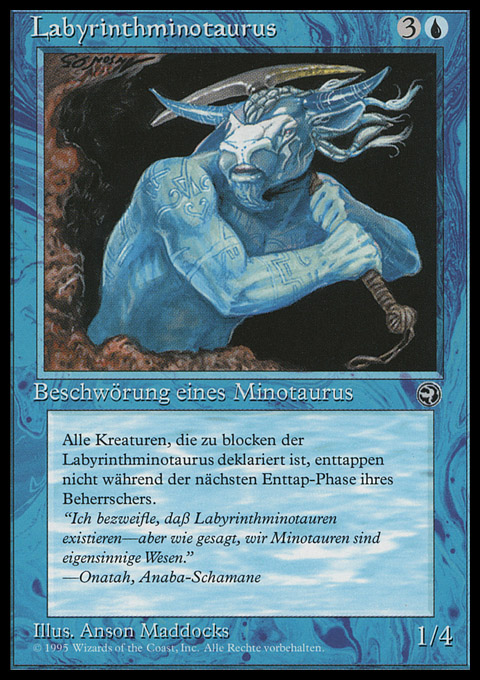 Labyrinthminotaurus 3
Beschwörung eines Minotaurus
Alle Kreaturen, die zu blocken der
Labyrinthminotaurus deklariert ist, enttappen
nicht während der nächsten Enttap-Phase ihres
Beherrschers.
“Ich bezweifle, daß Labyrinthminotauren
existieren—aber wie gesagt, wir Minotauren sind
eigensinnige Wesen.”
—Onatah, Anaba-Schamane
Illus. Anson Maddocks
1/4
© 1995 Wizards of the Coast, Inc. Alle Rechte vorbehalten.